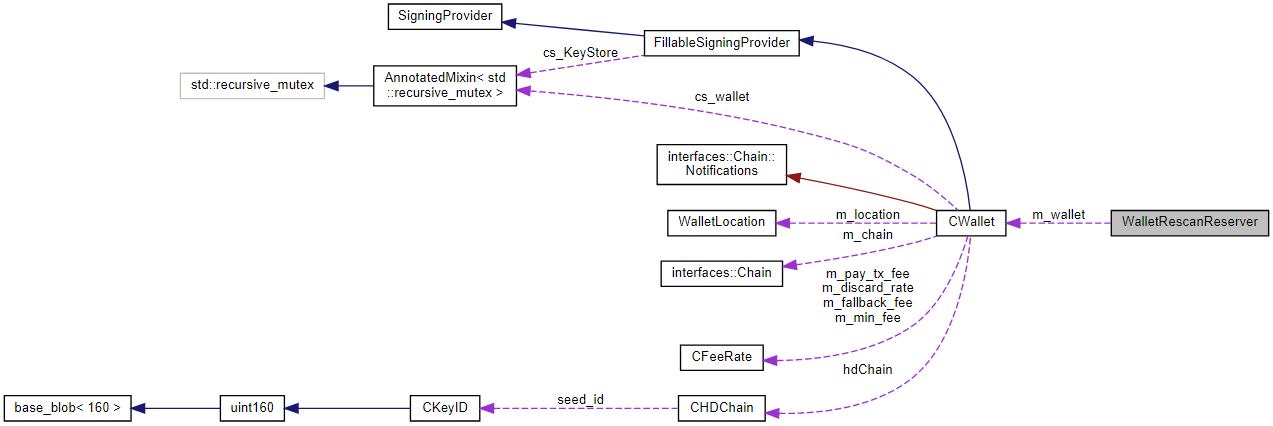 SigningProvider
FillableSigningProvider
cs_KeyStore
std::recursive_mutex
AnnotatedMixin< std
::recursive_mutex >
cs_wallet
interfaces::Chain::
Notifications
WalletLocation
m_location
CWallet
m_wallet
WalletRescanReserver
m_chain
interfaces::Chain
m_pay_tx_fee
m_discard_rate
m_fallback_fee
m_min_fee
CFeeRate
hdChain
base_blob< 160 >
uint160
CKeyID
seed_id
CHDChain